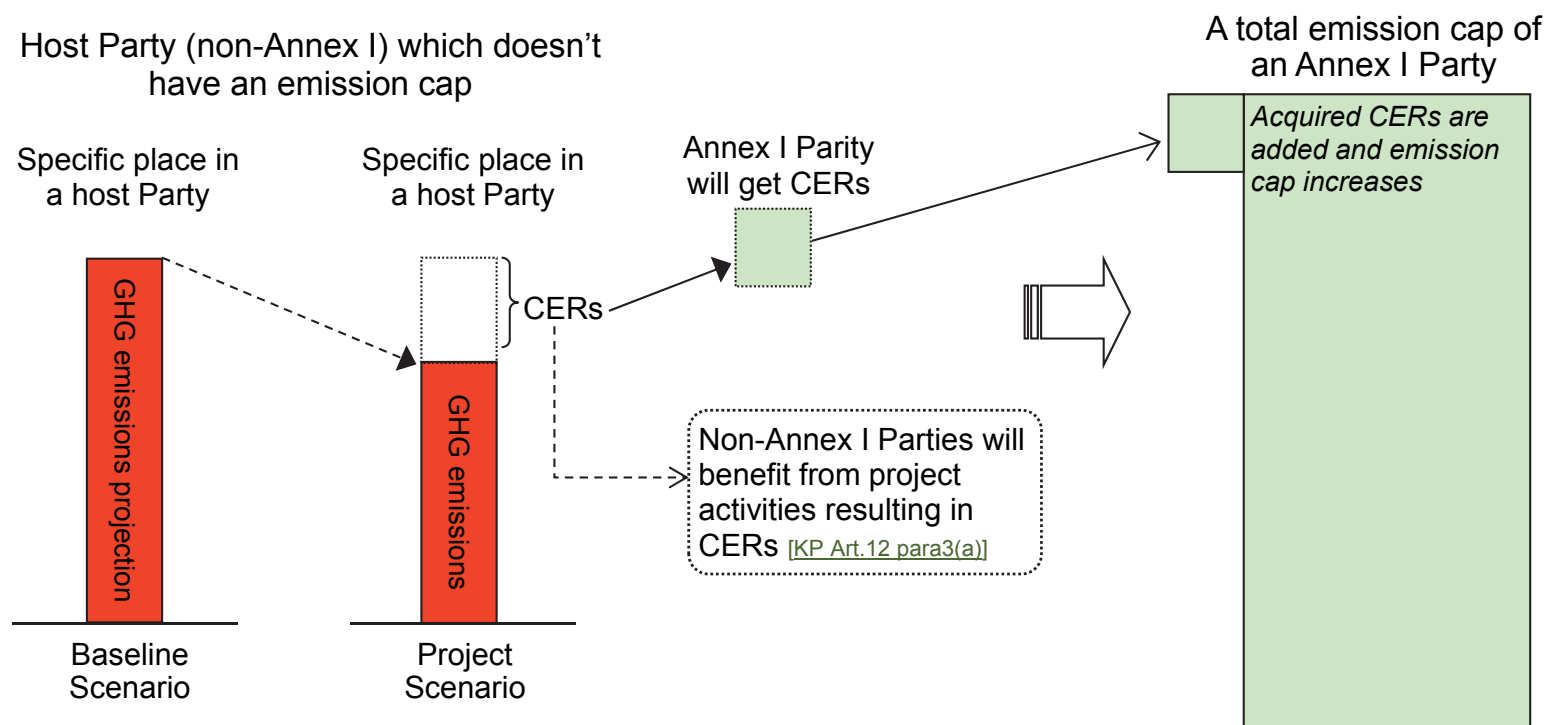 Host Party (non-Annex I) which doesn’t
have an emission cap
A total emission cap of
an Annex I Party
Specific place in
a host Party
Specific place in
a host Party
Annex I Parity
will get CERs
Acquired CERs are
added and emission
cap increases
GHG emissions projection
GHG emissions
CERs
Non-Annex I Parties will
benefit from project
activities resulting in
CERs [KP Art.12 para3(a)]
Baseline
Scenario
Project
Scenario